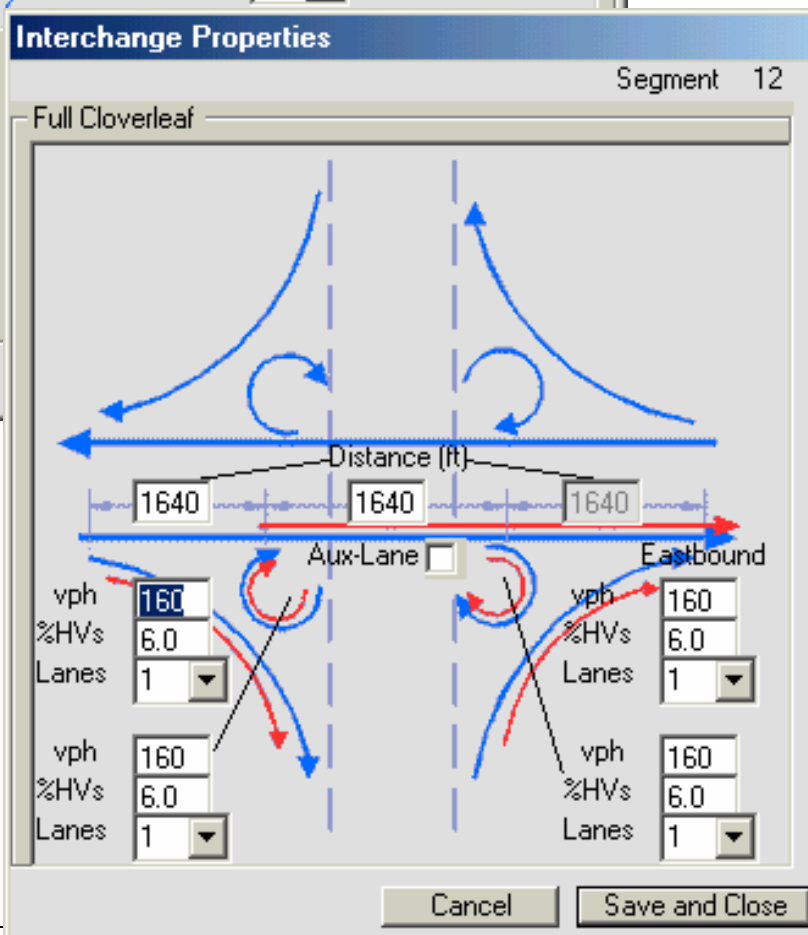 Interchange Properties
Segment 12
Full Cloverleaf
Distance (ft)
1640 1640 1640
Aux-Lane Eastbound
vph 160 vph 160
%HVs 6.0 %HVs 6.0
Lanes 1 Lanes 1
vph 160 vph 160
%HVs 6.0 %HVs 6.0
Lanes 1 Lanes 1
Cancel Save and Close